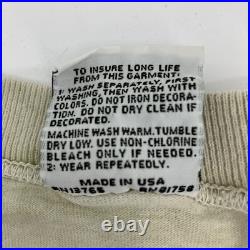 TO INSURE LONG LIFE
FROM THIS GARMENT:
1: WASH SEPARATELY, FIRST
WASH, THEN WASH WITH
COLORS. DO NOT IRON DECORA-
TION. DO NOT DRY CLEAN IF
DECORATED.
MACHINE WASH WARM, TUMBLE
DRY LOW. USE NON-CHLORINE
BLEACH ONLY IF NEEDED.
2: WEAR REPEATEDLY.
MADE IN USA